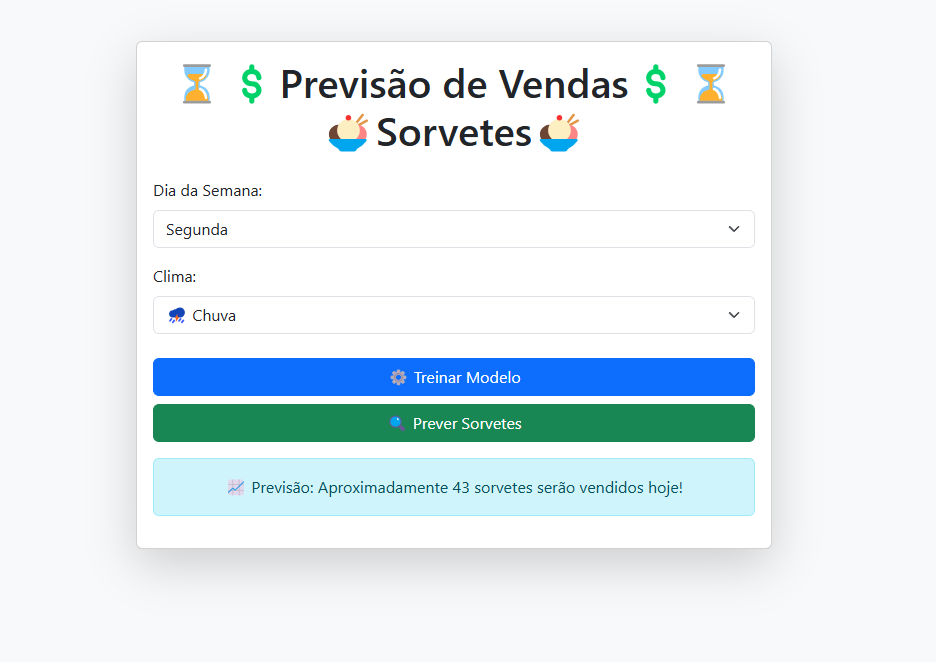 ⏳ 💲 Previsão de Vendas 💲 ⏳
🍨 Sorvetes 🍨
Dia da Semana:
Segunda
Clima:
⛈️ Chuva
⚙️ Treinar Modelo
🔍 Prever Sorvetes
📈 Previsão: Aproximadamente 43 sorvetes serão vendidos hoje!